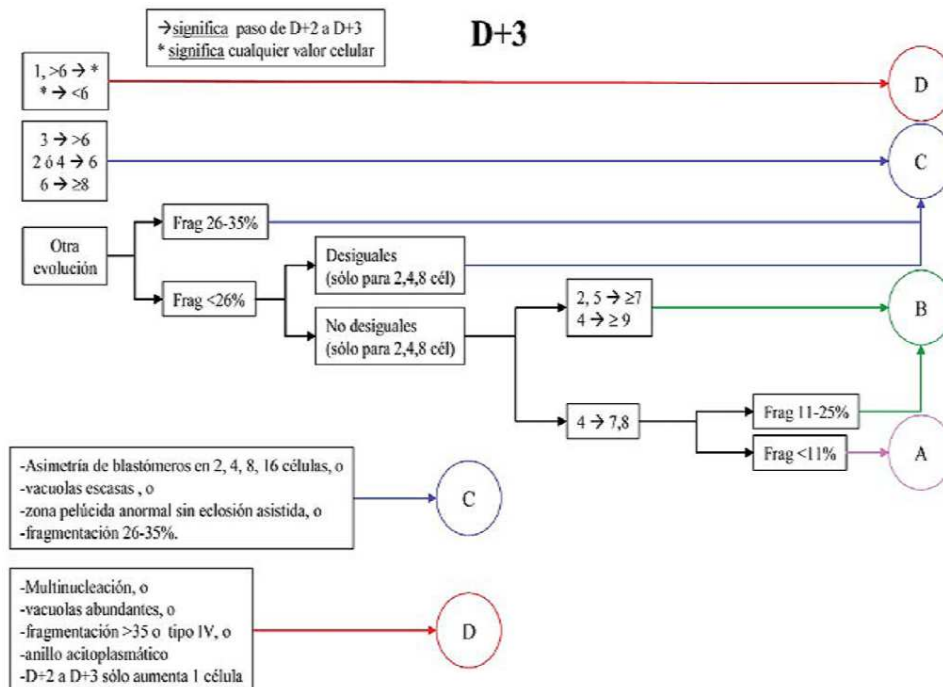 →significa paso de D+2 a D+3
* significa cualquier valor celular
D+3
1, >6 → *
* → <6
D
3 → >6
2 ó 4 → 6
6 → ≥8
C
Otra
evolución
Frag 26-35%
Frag <26%
Desiguales
(sólo para 2,4,8 cél)
No desiguales
(sólo para 2,4,8 cél)
2, 5 → ≥7
4 → ≥ 9
B
4 → 7,8
Frag 11-25%
Frag <11%
A
-Asimetría de blastómeros en 2, 4, 8, 16 células, o
-vacuolas escasas , o
-zona pelúcida anormal sin eclosión asistida, o
-fragmentación 26-35%.
C
-Multinucleación, o
-vacuolas abundantes, o
-fragmentación >35 o tipo IV, o
-anillo acitoplasmático
-D+2 a D+3 sólo aumenta 1 célula
D